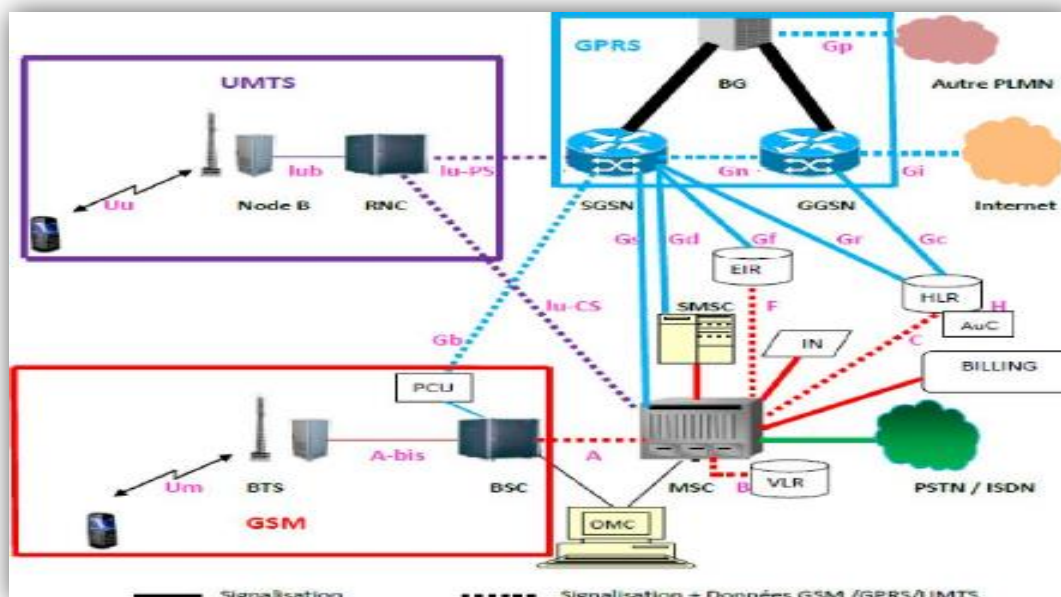 GPRS
Gp
BG
Autre PLMN
UMTS
Iub
Iu-PS
Gn
Gi
Uu
Node B
RNC
SGSN
GGSN
Internet
Gs
Gd
Gf
Gr
Gc
EIR
HLR
H
AuC
Iu-CS
SMSC
F
C
IN
Gb
BILLING
PCU
A-bis
A
Um
BTS
BSC
MSC
B
VLR
PSTN / ISDN
GSM
OMC
Signalisation
Signalisation + Données GSM /GPRS/UMTS